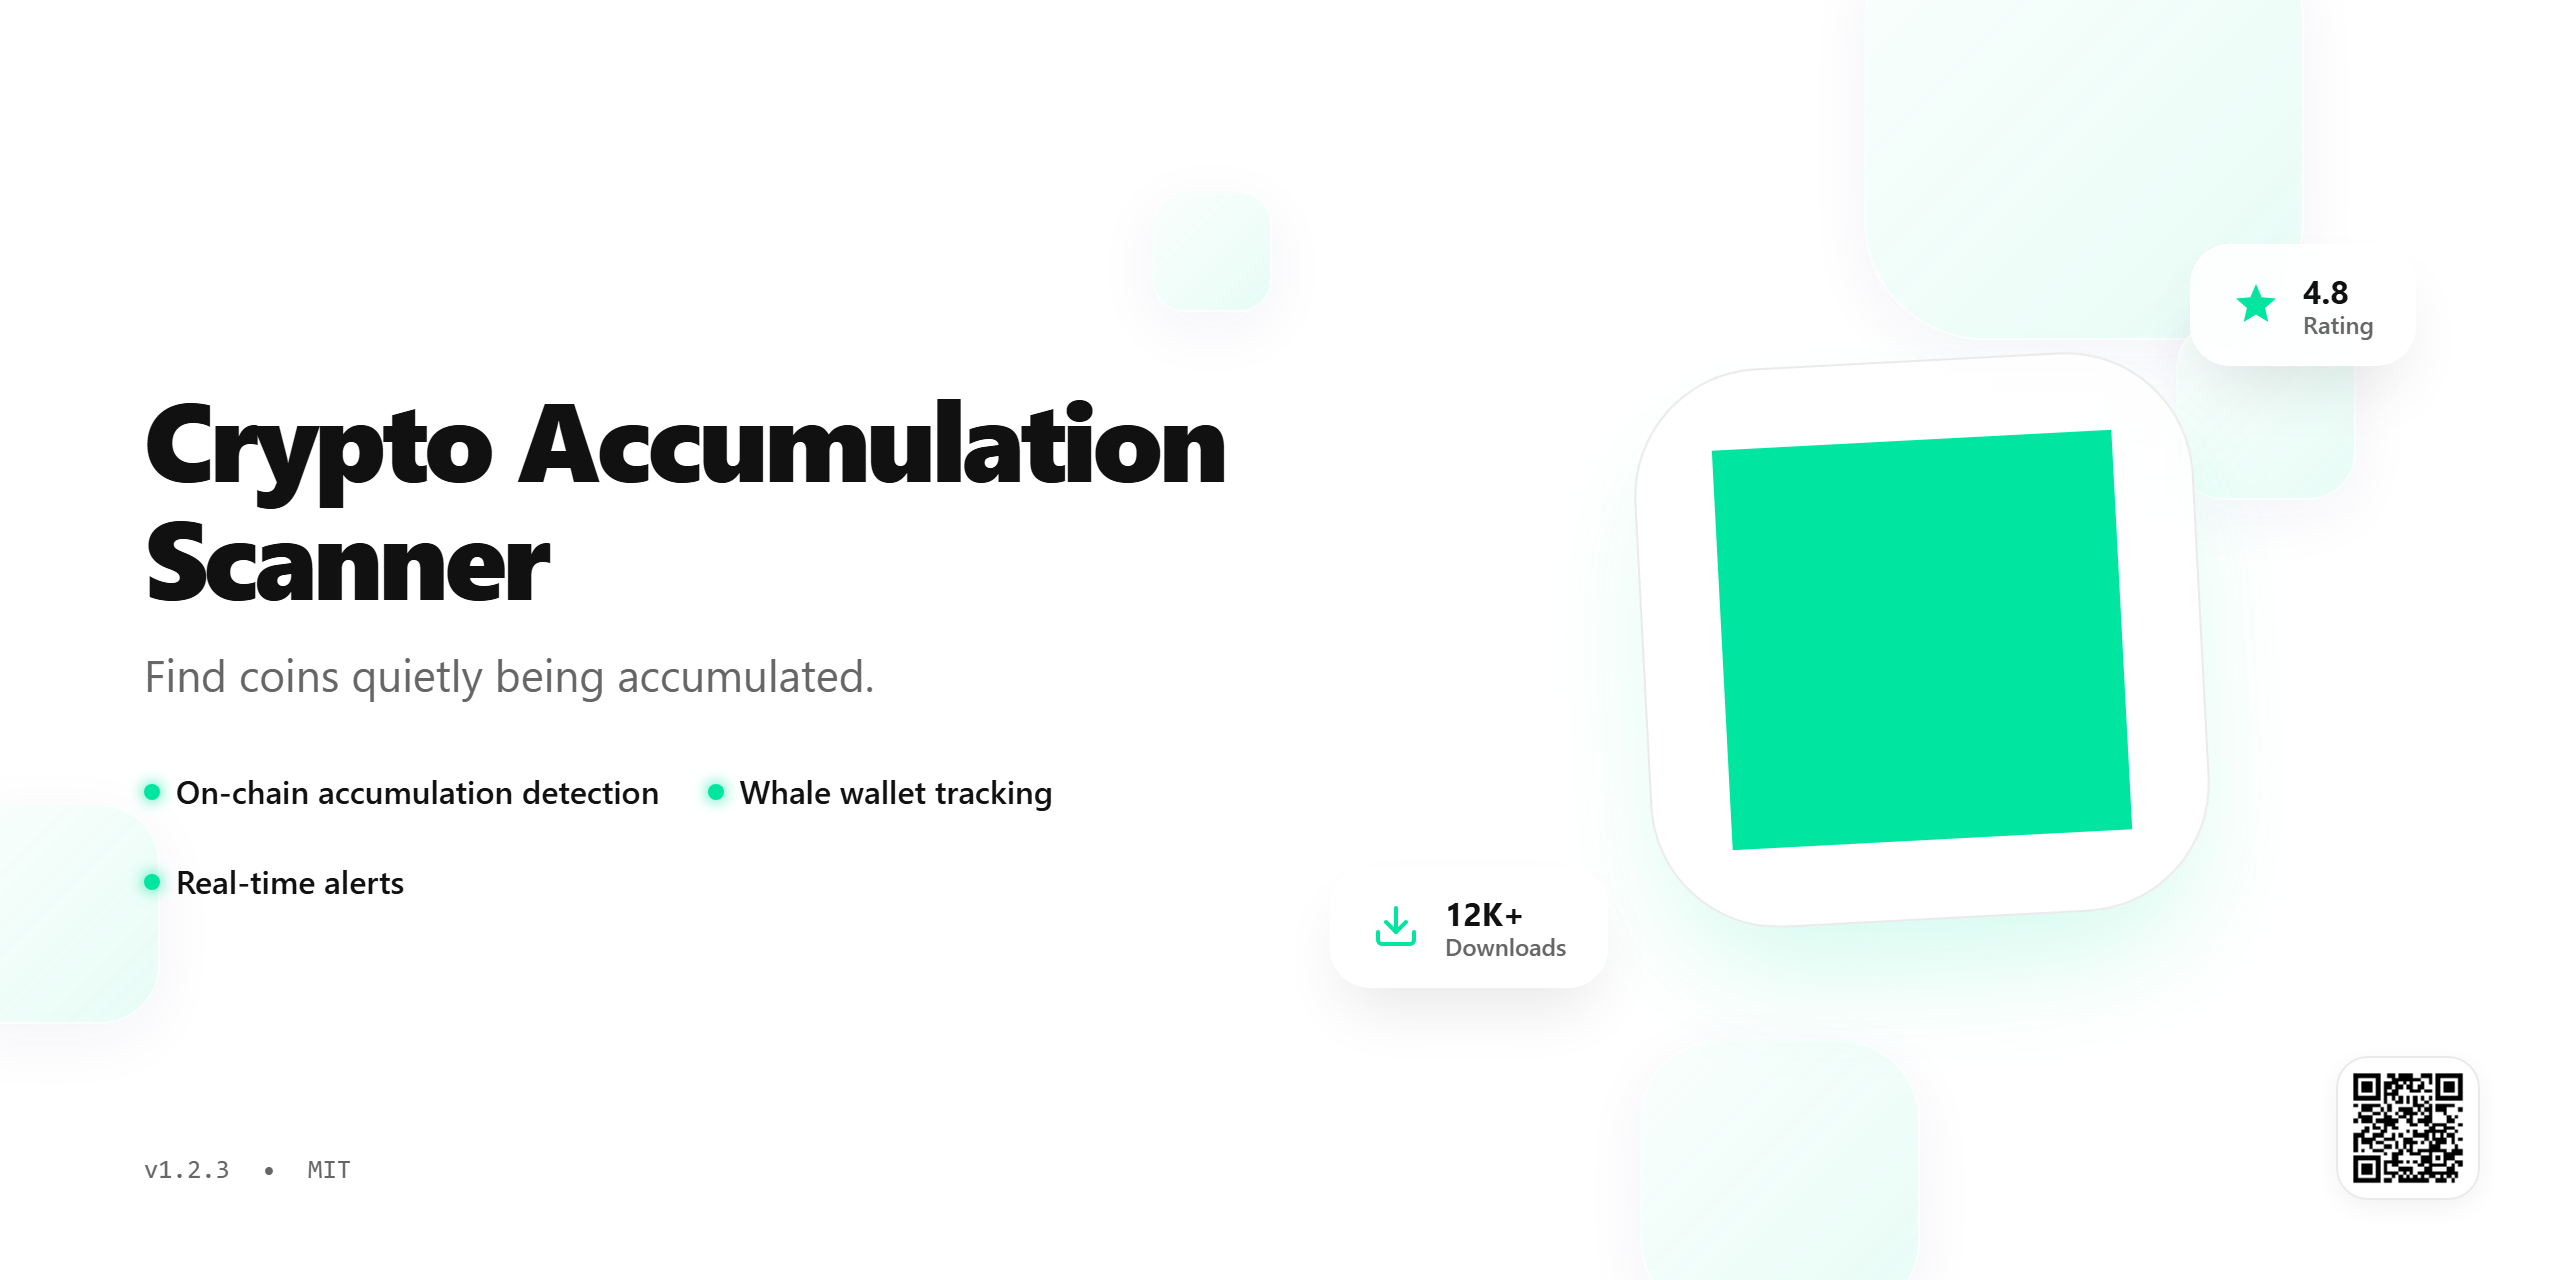 Crypto Accumulation
Scanner
Find coins quietly being accumulated.
On-chain accumulation detection
Whale wallet tracking
Real-time alerts
4.8
Rating
12K+
Downloads
v1.2.3 • MIT